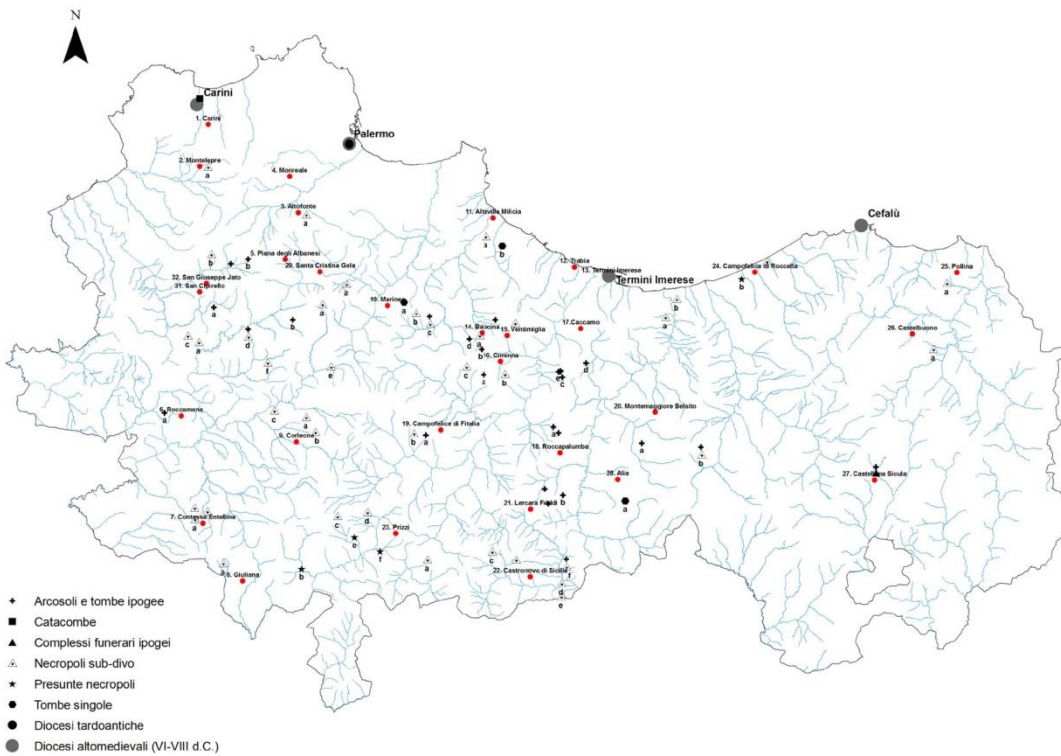 N
Carini
1. Carini
Palermo
2. Montelepre
a
4. Monreale
3. Altofonte
a
11. Altavilla Milicia
a
b
Cefalù
5. Piana degli Albanesi
b
b
29. Santa Cristina Gela
32. San Giuseppe Jato
31. San Cipirello
a
12. Trabia
13. Termini Imerese
Termini Imerese
24. Campofelice di Roccella
b
25. Pollina
a
a
a
b
10. Marineo
a
b
c
b
a
14. Baucina
15. Ventimiglia
17. Caccamo
26. Castelbuono
a
c
a
d
d
a
b
16. Ciminna
f
e
c
a
b
e
c
d
6. Roccamena
a
c
a
b
9. Corleone
19. Campofelice di Fitalia
b
a
20. Montemaggiore Belsito
a
18. Roccapalumba
a
b
28. Alia
a
27. Castellana Sicula
21. Lercara Friddi
b
7. Contessa Entellina
a
c
d
e
23. Prizzi
f
a
c
8. Giuliana
b
22. Castronovo di Sicilia
f
d
e
Arcosoli e tombe ipogee
Catacombe
Complessi funerari ipogei
Necropoli sub-divo
Presunte necropoli
Tombe singole
Diocesi tardoantiche
Diocesi altomedievali (VI-VIII d.C.)